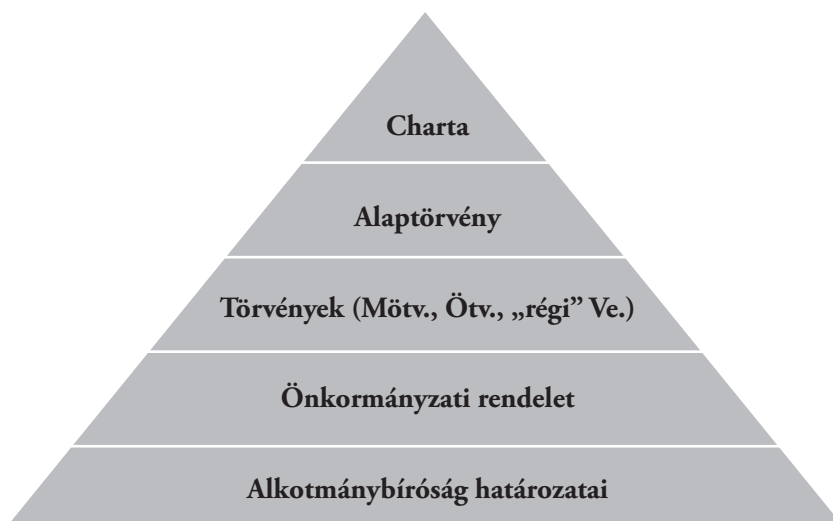 Charta
Alaptörvény
Törvények (Mötv., Ötv., „régi” Ve.)
Önkormányzati rendelet
Alkotmánybíróság határozatai